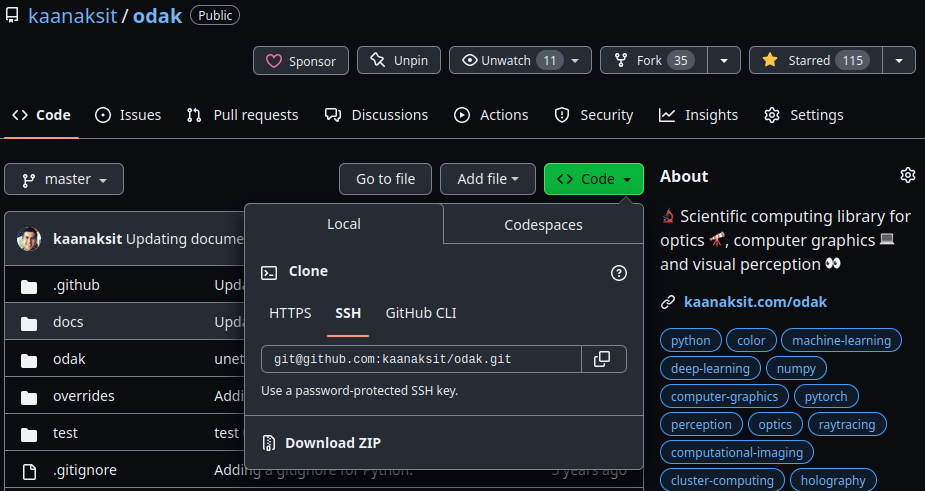 kaanaksit / odak Public
Sponsor Unpin Unwatch 11 Fork 35 Starred 115
Code Issues Pull requests Discussions Actions Security Insights Settings
master Go to file Add file Code
kaanaksit Updating docume
.github Upda
docs Upda
odak unet
overrides Addi
test test
.gitignore Adding a gitignore for Python. 5 years ago
Local Codespaces
Clone
HTTPS SSH GitHub CLI
git@github.com:kaanaksit/odak.git
Use a password-protected SSH key.
Download ZIP
About
Scientific computing library for
optics 🔭, computer graphics 💻
and visual perception 👀
kaanaksit.com/odak
python color machine-learning
deep-learning numpy
computer-graphics pytorch
perception optics raytracing
computational-imaging
cluster-computing holography